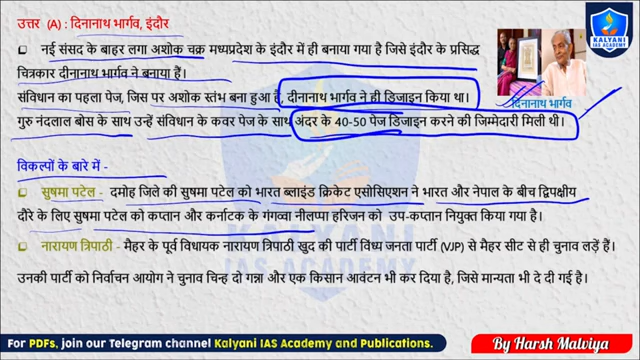 उत्तर (A) : दिनानाथ भार्गव, इंदौर
नई संसद के बाहर लगा अशोक चक्र मध्यप्रदेश के इंदौर में ही बनाया गया है जिसे इंदौर के प्रसिद्ध
चित्रकार दीनानाथ भार्गव ने बनाया हैं।
संविधान का पहला पेज, जिस पर अशोक स्तंभ बना हुआ है, दीनानाथ भार्गव ने ही डिजाइन किया था।
गुरु नंदलाल बोस के साथ उन्हें संविधान के कवर पेज के साथ अंदर के 40-50 पेज डिजाइन करने की जिम्मेदारी मिली थी।
दिनानाथ भार्गव
KALYANI
IAS ACADEMY
विकल्पों के बारे में -
सुषमा पटेल - दमोह जिले की सुषमा पटेल को भारत ब्लाइंड क्रिकेट एसोसिएशन ने भारत और नेपाल के बीच द्विपक्षीय
दौरे के लिए सुषमा पटेल को कप्तान और कर्नाटक के गंगव्वा नीलप्पा हरिजन को उप-कप्तान नियुक्त किया गया है।
नारायण त्रिपाठी - मैहर के पूर्व विधायक नारायण त्रिपाठी खुद की पार्टी विंध्य जनता पार्टी (VJP) से मैहर सीट से ही चुनाव लड़ें हैं।
उनकी पार्टी को निर्वाचन आयोग ने चुनाव चिन्ह दो गन्ना और एक किसान आवंटन भी कर दिया है, जिसे मान्यता भी दे दी गई है।
KALYANI
IAS ACADEMY
For PDFs, join our Telegram channel Kalyani IAS Academy and Publications.
By Harsh Malviya